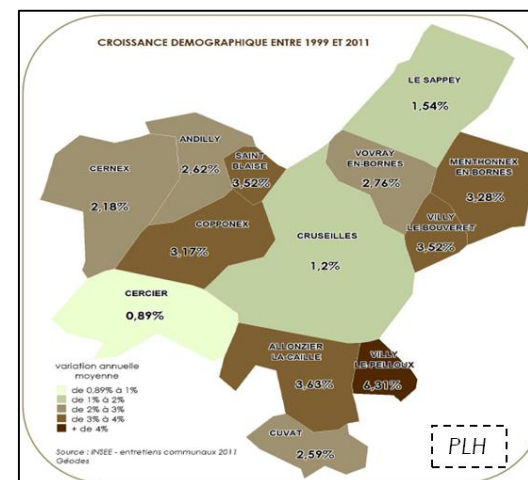 CROISSANCE DEMOGRAPHIQUE ENTRE 1999 ET 2011
LE SAPPEY
1,54%
ANDILLY
2,62%
SAINT
BLAISE
3,52%
VOVRAY
EN-BORNES
2,76%
MENTHONNEX
EN BORNES
3,28%
CERNEX
2,18%
COPPONEX
3,17%
VILLY
LE BOUVERET
3,52%
CRUSEILLES
1,2%
CERCIER
0,89%
ALLONZIER
LA CAILLE
3,63%
VILLY
LE PELLOUX
6,31%
CUVAT
2,59%
variation annuelle
moyenne
de 0,89% à 1%
de 1% à 2%
de 2% à 3%
de 3% à 4%
+ de 4%
Source : INSEE - entretiens communaux 2011
Géodes
PLH